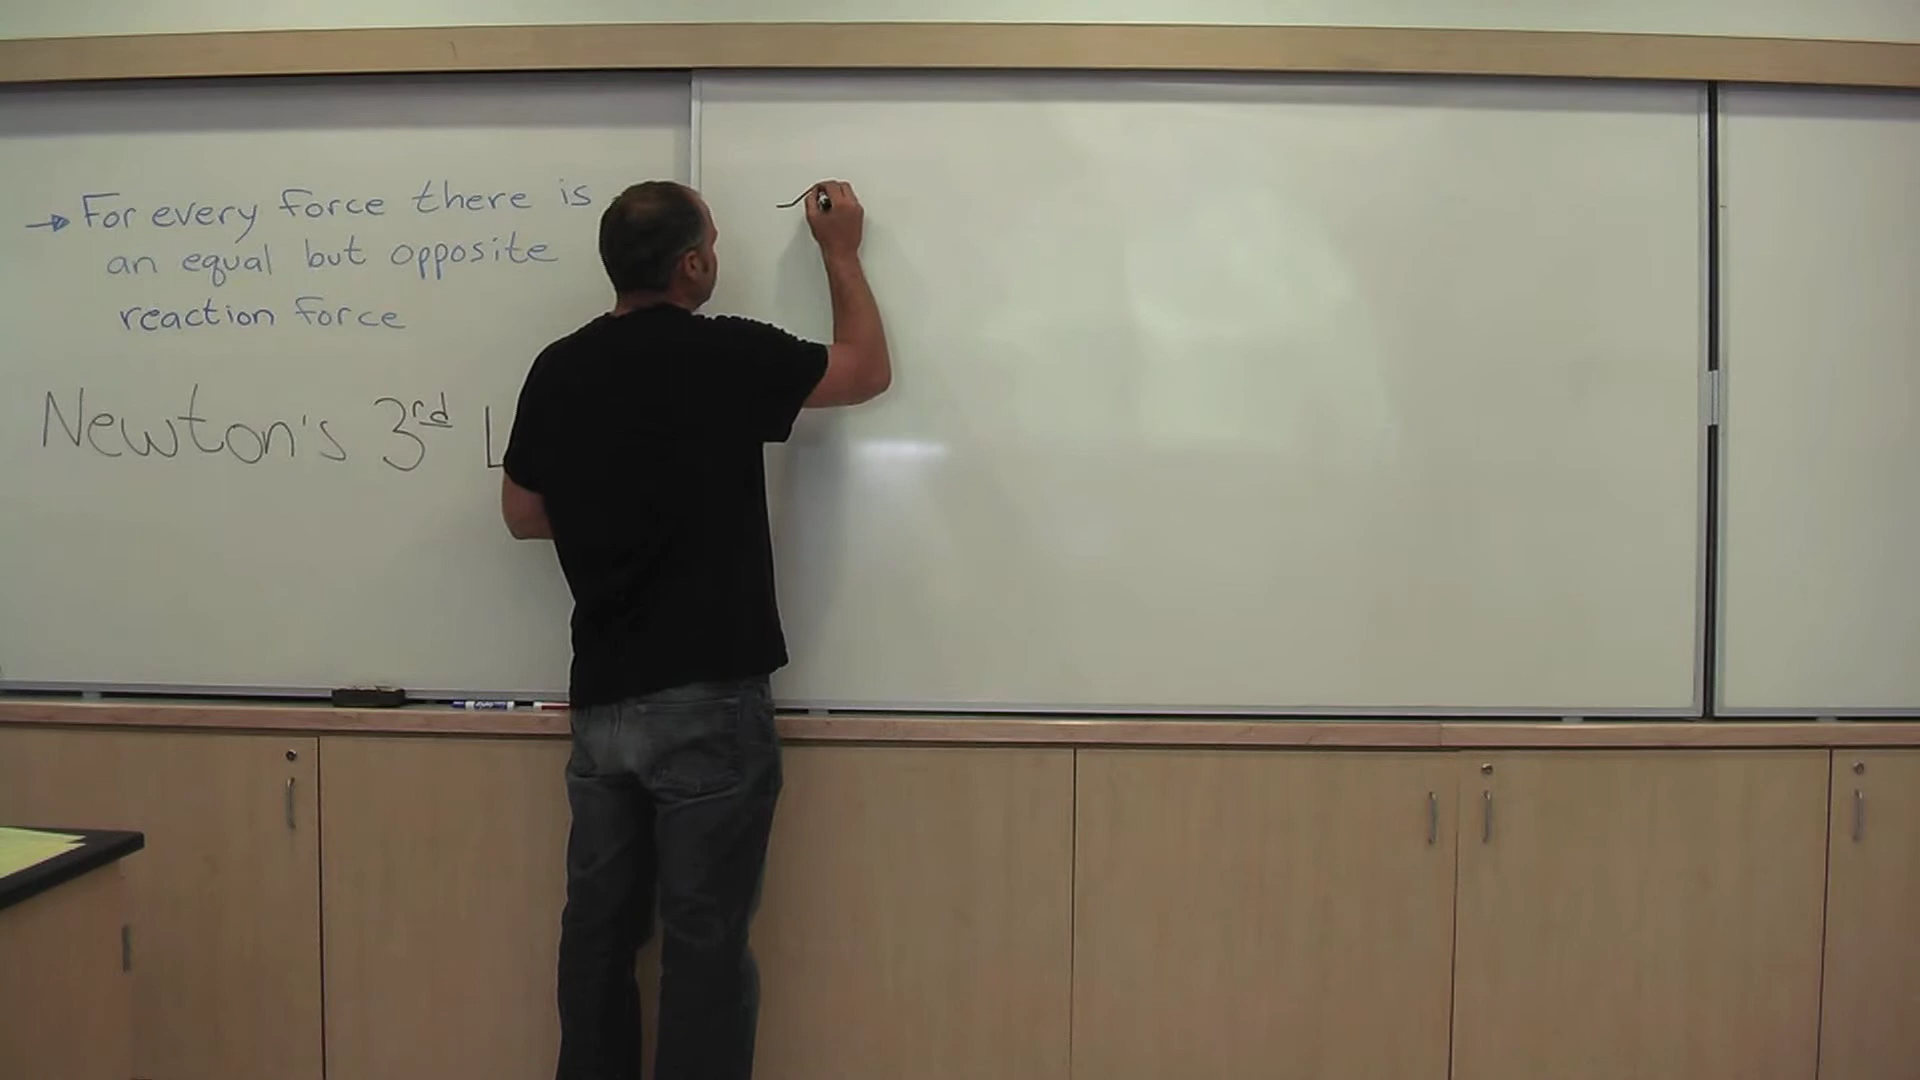 → For every force there is
an equal but opposite
reaction force
Newton's 3rd L